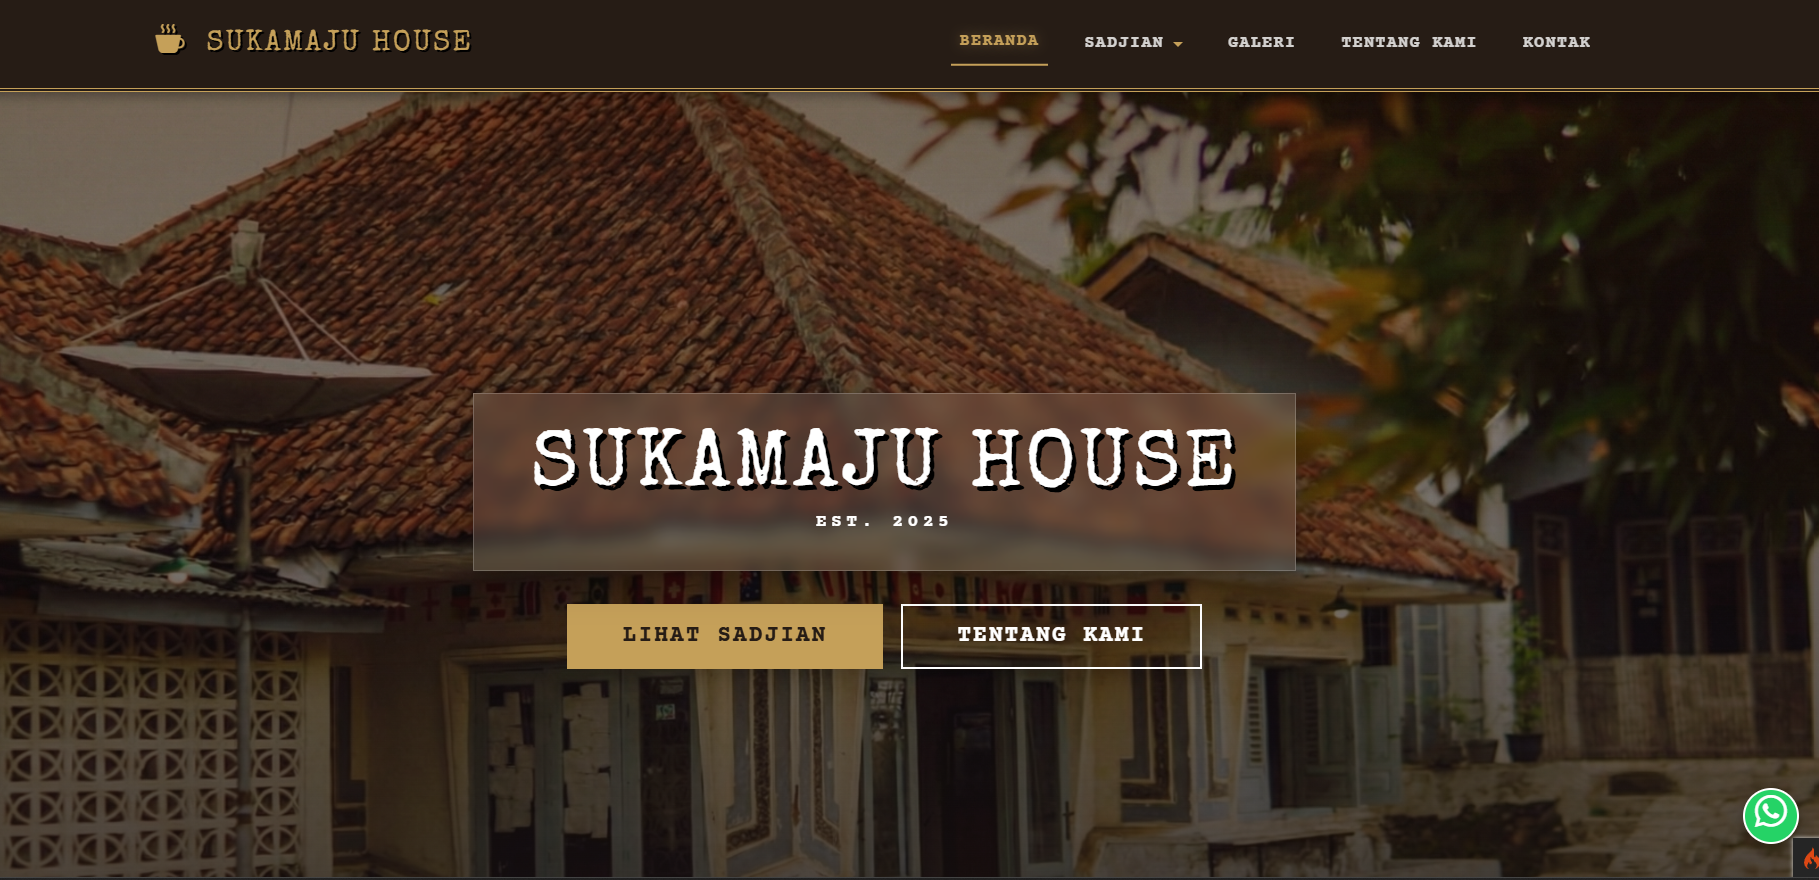 SUKAMAJU HOUSE
BERANDA
SADJIAN
GALERI
TENTANG KAMI
KONTAK
SUKAMAJU HOUSE
EST. 2025
LIHAT SADJIAN
TENTANG KAMI